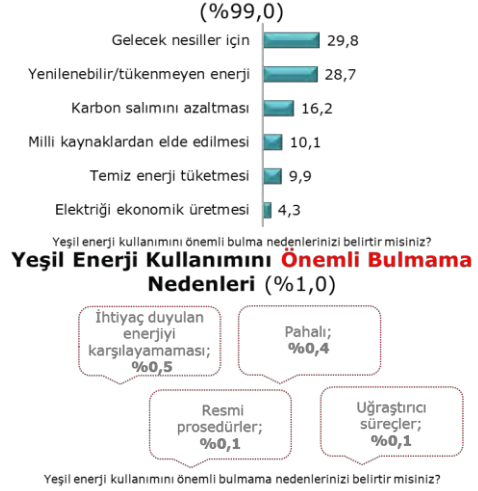 (%99,0)
Gelecek nesiller için 29,8
Yenilenebilir/tükenmeyen enerji 28,7
Karbon salımını azaltması 16,2
Milli kaynaklardan elde edilmesi 10,1
Temiz enerji tüketmesi 9,9
Elektriği ekonomik üretmesi 4,3
Yeşil enerji kullanımını önemli bulma nedenlerinizi belirtir misiniz?
Yeşil Enerji Kullanımını Önemli Bulmama
Nedenleri (%1,0)
İhtiyaç duyulan
enerjiyi
karşılayamaması;
%0,5
Pahalı;
%0,4
Resmi
prosedürler;
%0,1
Uğraştırıcı
süreçler;
%0,1
Yeşil enerji kullanımını önemli bulmama nedenlerinizi belirtir misiniz?